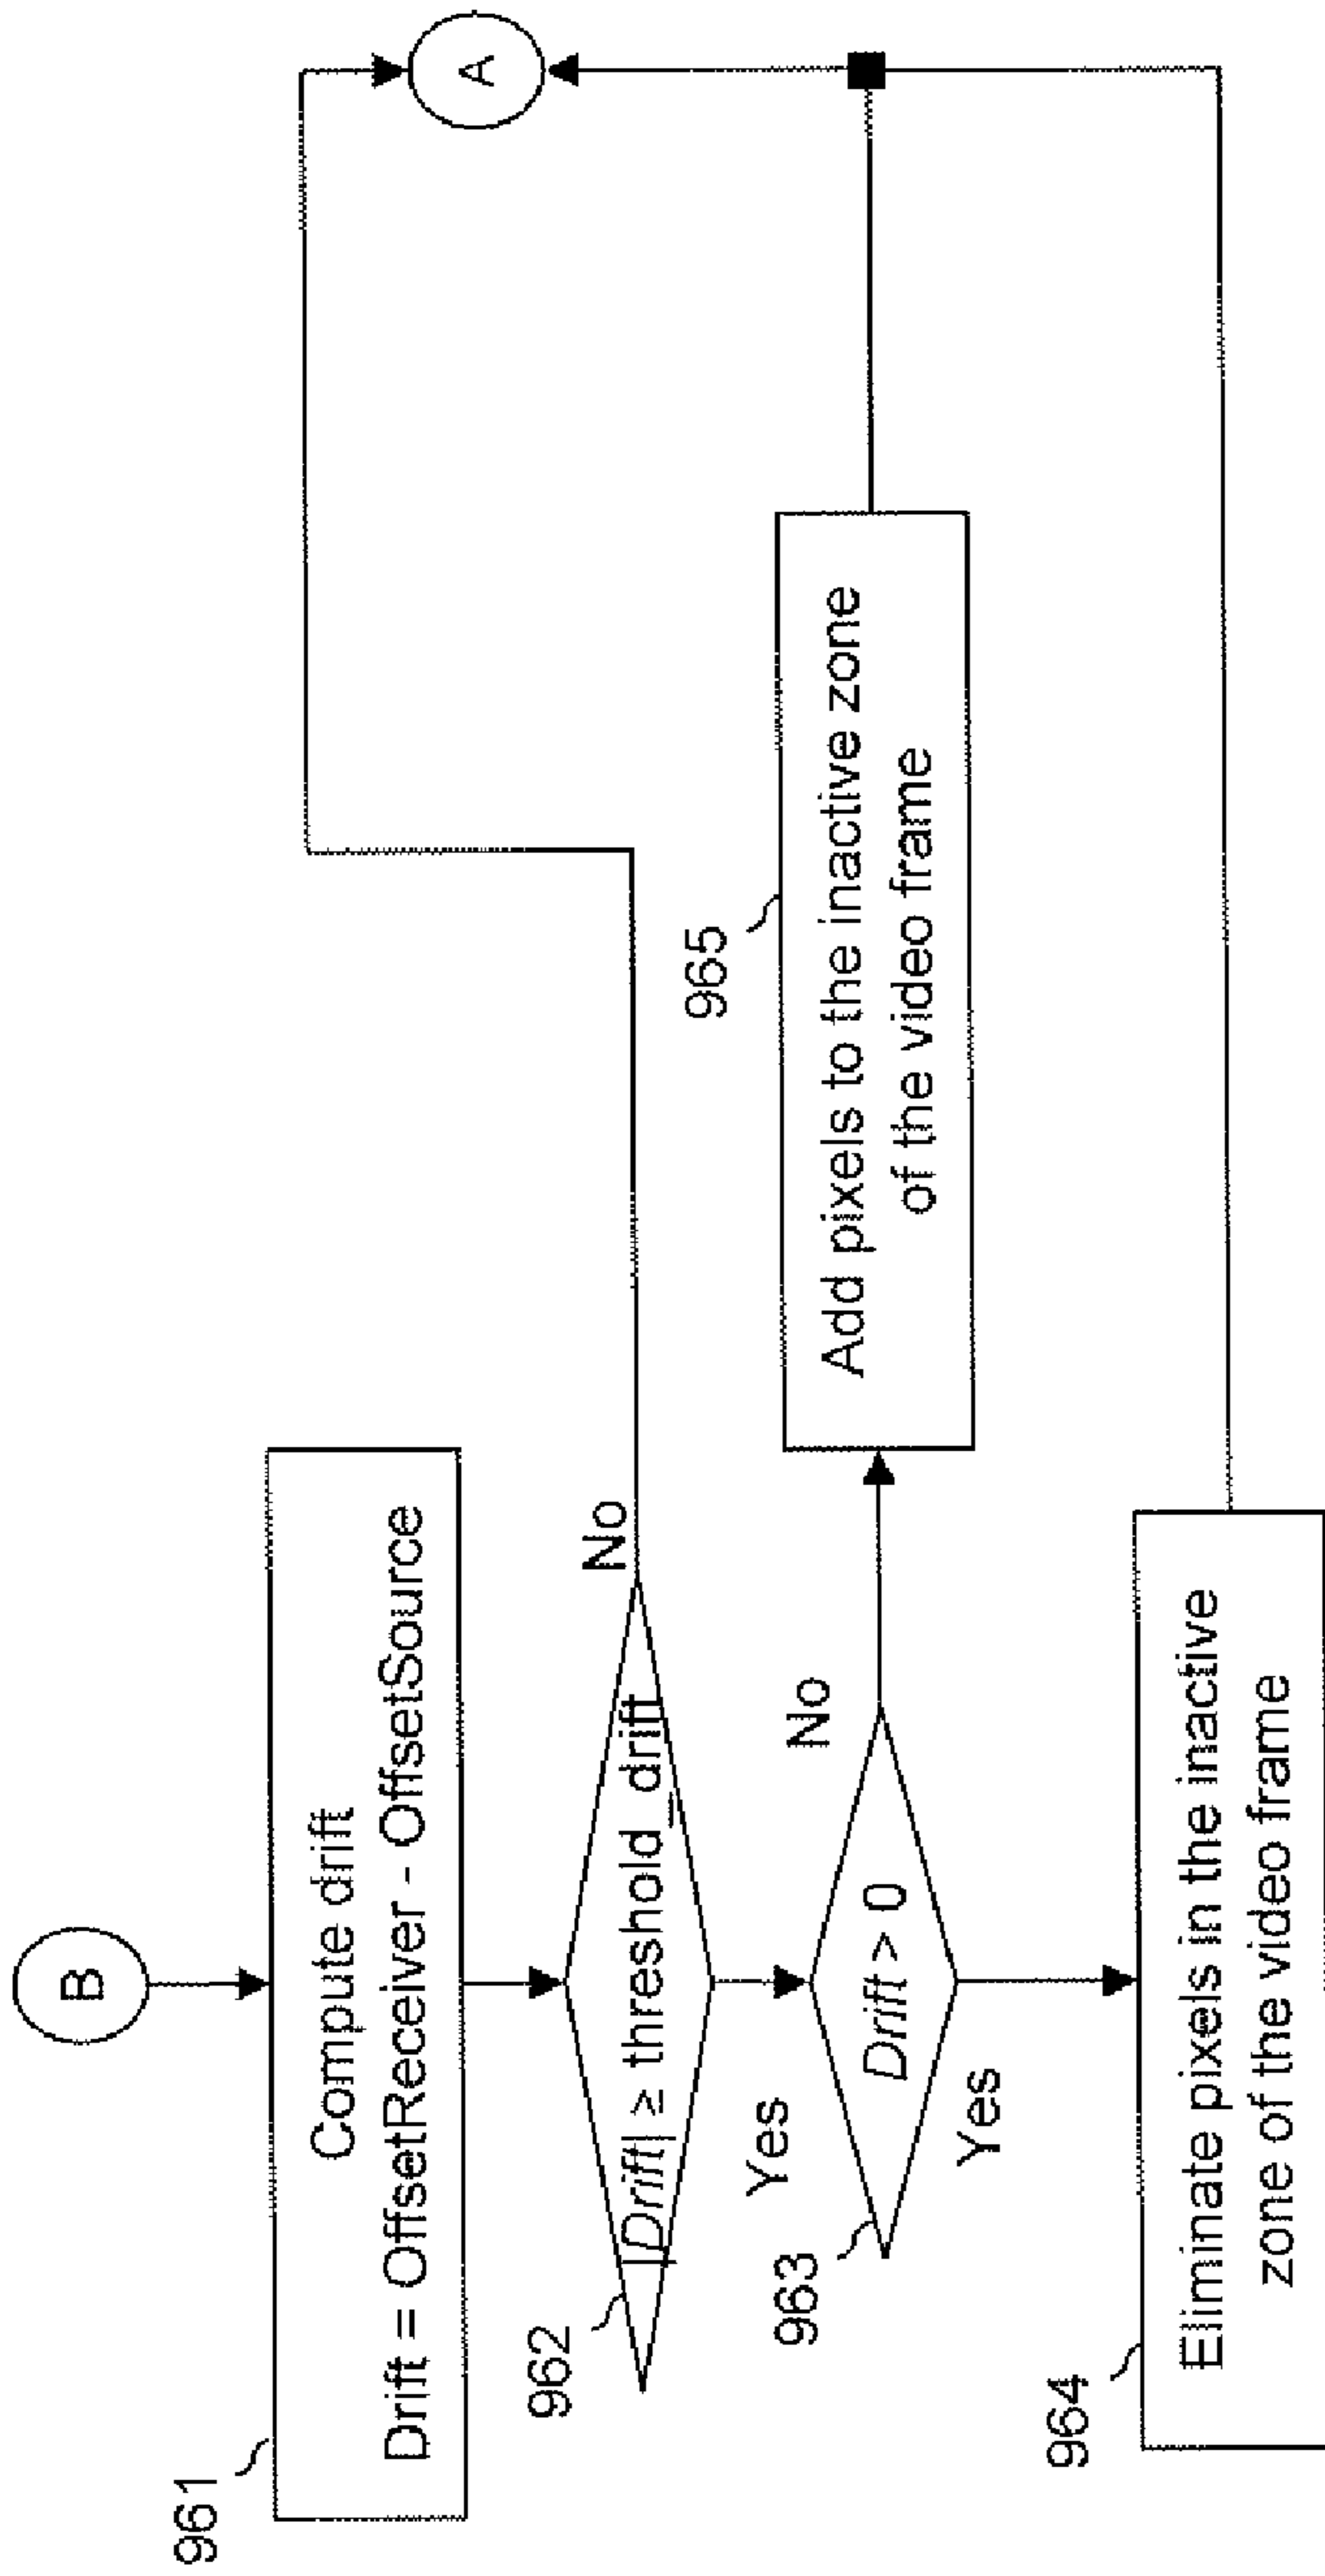 B
961
Compute drift
Drift = OffsetReceiver - OffsetSource
962
|Drift| ≥ threshold_drift
No
A
Yes
963
Drift > 0
No
965
Add pixels to the inactive zone
of the video frame
Yes
964
Eliminate pixels in the inactive
zone of the video frame